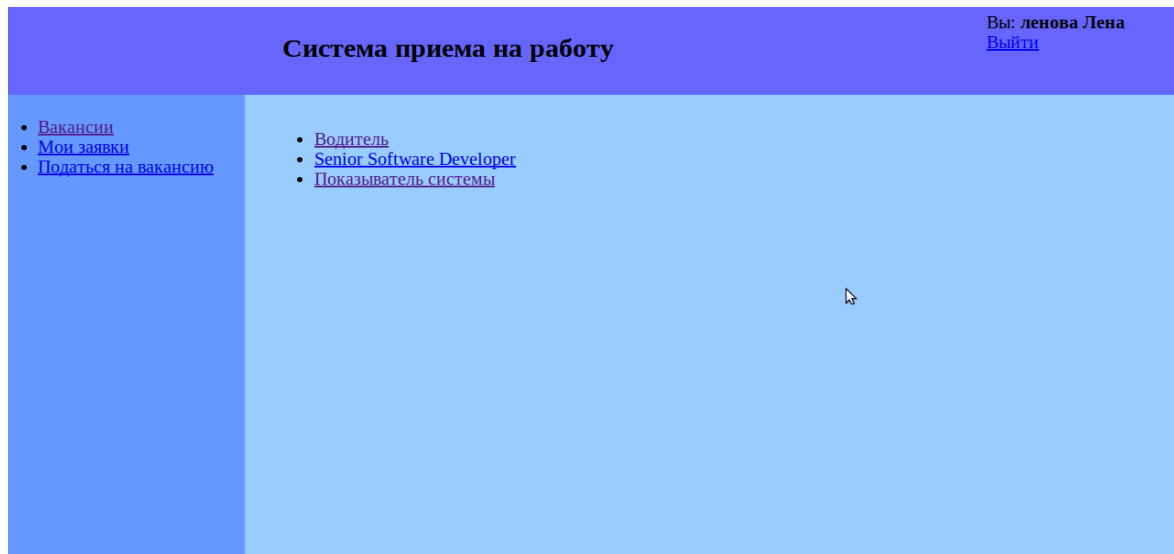 Система приема на работу
Вы: ленова Лена
Выйти
Вакансии
Мои заявки
Податься на вакансию
Водитель
Senior Software Developer
Показыватель системы